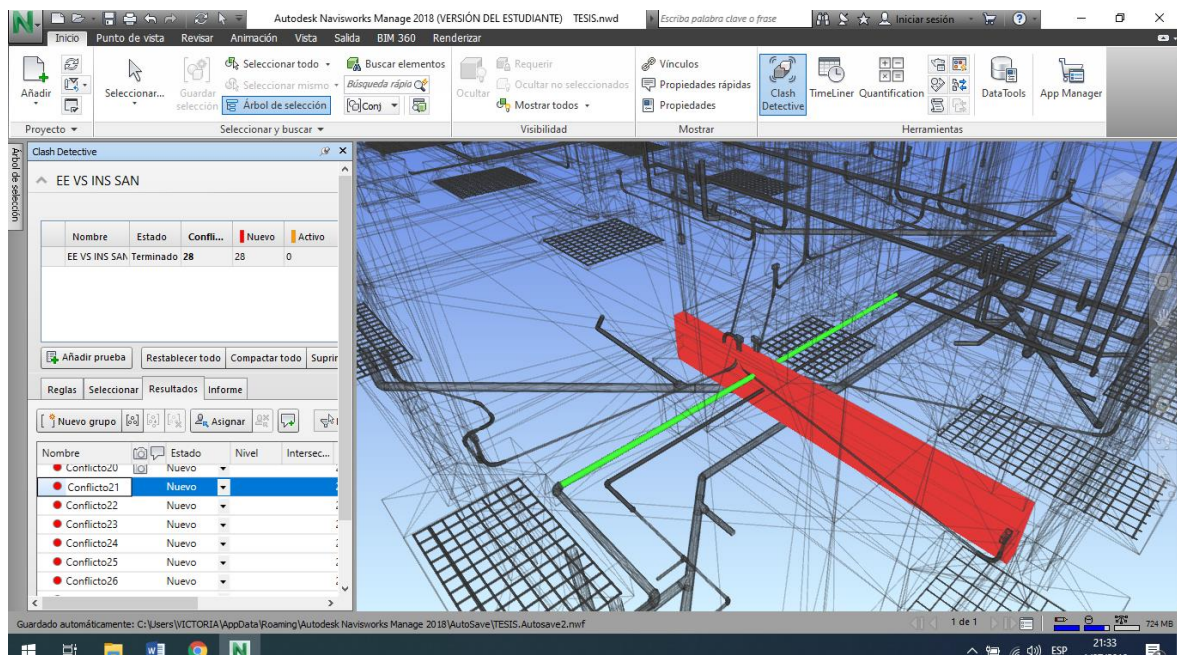 Autodesk Navisworks Manage 2018 (VERSIÓN DEL ESTUDIANTE) TESIS.nwd
Escriba palabra clave o frase
Iniciar sesión
Inicio Punto de vista Revisar Animación Vista Salida BIM 360 Renderizar
Añadir
Seleccionar...
Guardar selección
Seleccionar todo
Seleccionar mismo
Árbol de selección
Buscar elementos
Búsqueda rápida
Conj
Ocultar
Requerir
Ocultar no seleccionados
Mostrar todos
Vínculos
Propiedades rápidas
Propiedades
Clash Detective
TimeLiner
Quantification
DataTools
App Manager
Proyecto Seleccionar y buscar Visibilidad Mostrar Herramientas
Árbol de selección
Clash Detective
EE VS INS SAN
Nombre Estado Confli... Nuevo Activo
EE VS INS SAN Terminado 28 28 0
Añadir prueba Restablecer todo Compactar todo Suprir
Reglas Seleccionar Resultados Informe
Nuevo grupo Asignar
Nombre Estado Nivel Intersec...
Conflicto20 Nuevo
Conflicto21 Nuevo
Conflicto22 Nuevo
Conflicto23 Nuevo
Conflicto24 Nuevo
Conflicto25 Nuevo
Conflicto26 Nuevo
Guardado automáticamente: C:\Users\VICTORIA\AppData\Roaming\Autodesk Navisworks Manage 2018\AutoSave\TESIS.Autosave2.nwf
1 de 1
724 MB
ESP
21:33